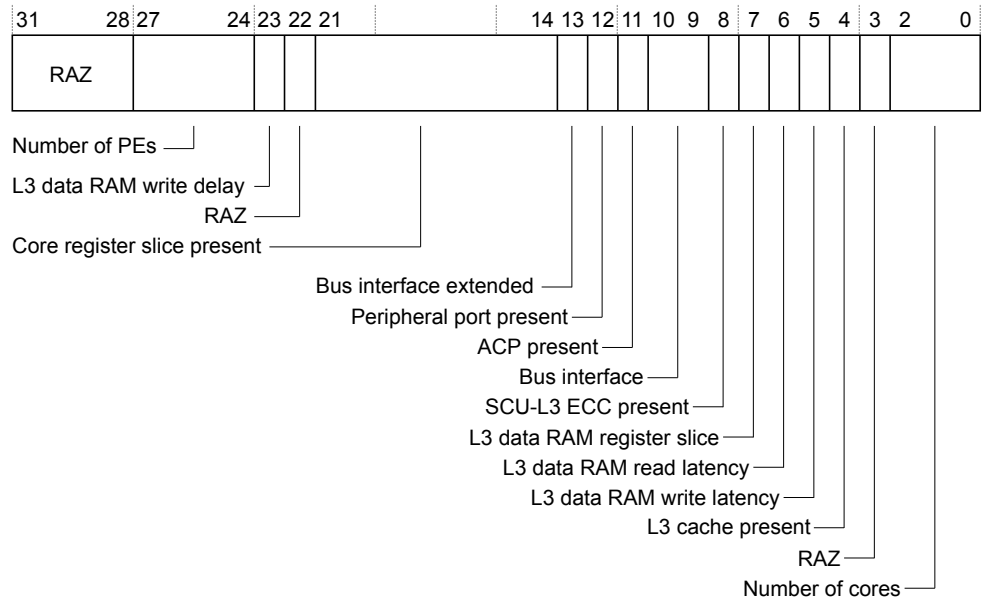 31 28 27 24 23 22 21 14 13 12 11 10 9 8 7 6 5 4 3 2 0
RAZ
Number of PEs
L3 data RAM write delay
RAZ
Core register slice present
Bus interface extended
Peripheral port present
ACP present
Bus interface
SCU-L3 ECC present
L3 data RAM register slice
L3 data RAM read latency
L3 data RAM write latency
L3 cache present
RAZ
Number of cores